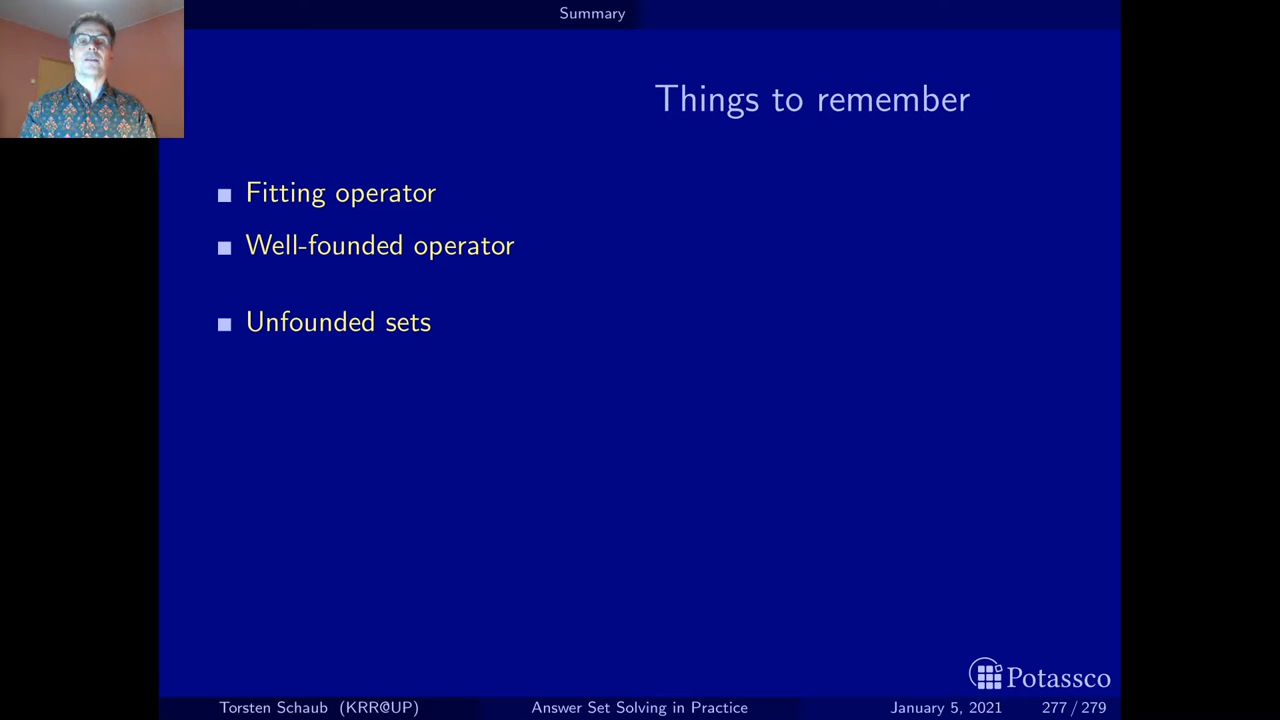 Summary
Things to remember
Fitting operator
Well-founded operator
Unfounded sets
Potassco
Torsten Schaub (KRR@UP) Answer Set Solving in Practice January 5, 2021 277 / 279